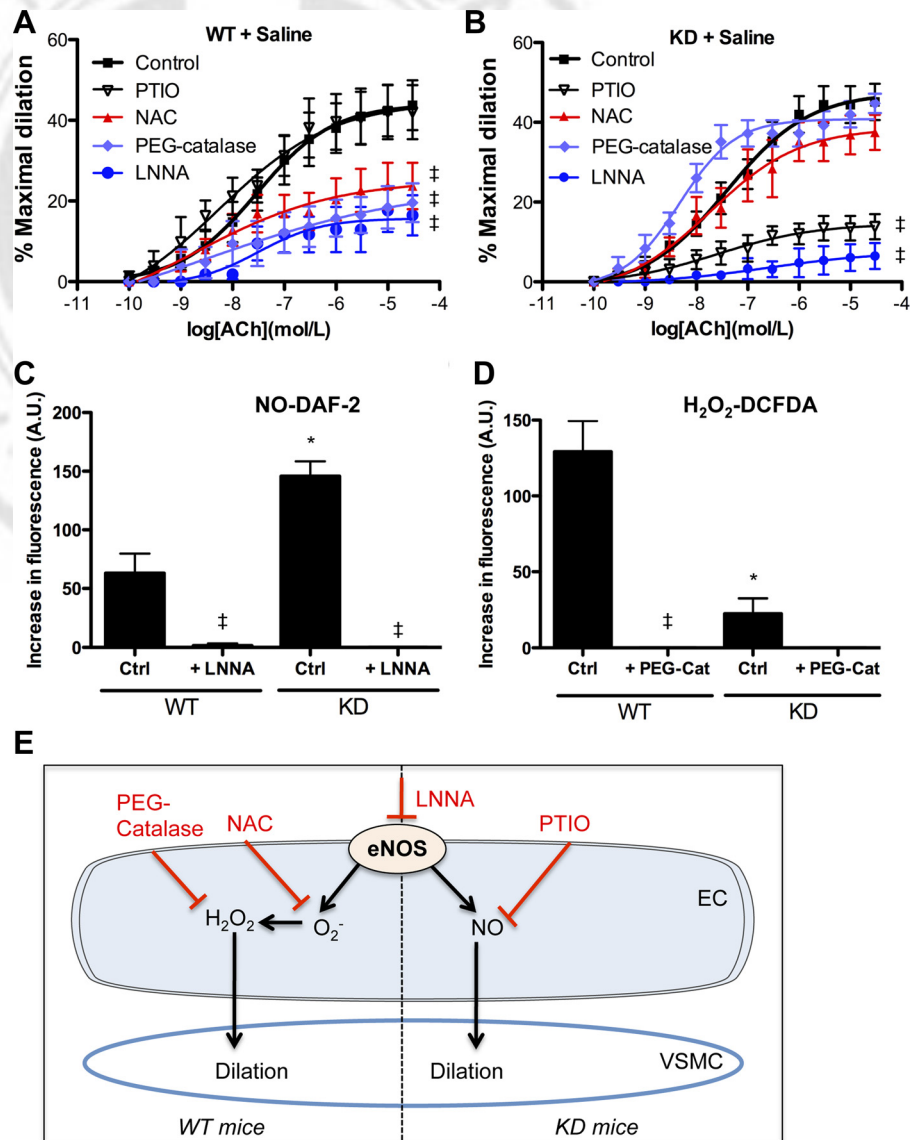 A
WT + Saline
% Maximal dilation
60
40
20
0
Control
PTIO
NAC
PEG-catalase
LNNA
‡
‡
‡
-11 -10 -9 -8 -7 -6 -5 -4
log[ACh](mol/L)
B
KD + Saline
% Maximal dilation
60
40
20
0
Control
PTIO
NAC
PEG-catalase
LNNA
‡
‡
-11 -10 -9 -8 -7 -6 -5 -4
log[ACh](mol/L)
C
NO-DAF-2
Increase in fluorescence (A.U.)
200
150
100
50
0
‡
*
‡
Ctrl + LNNA Ctrl + LNNA
WT KD
D
H₂O₂-DCFDA
Increase in fluorescence (A.U.)
150
100
50
0
‡
*
Ctrl + PEG-Cat Ctrl + PEG-Cat
WT KD
E
PEG-
Catalase
NAC
LNNA
PTIO
eNOS
EC
H₂O₂
O₂⁻
NO
VSMC
Dilation
Dilation
WT mice
KD mice